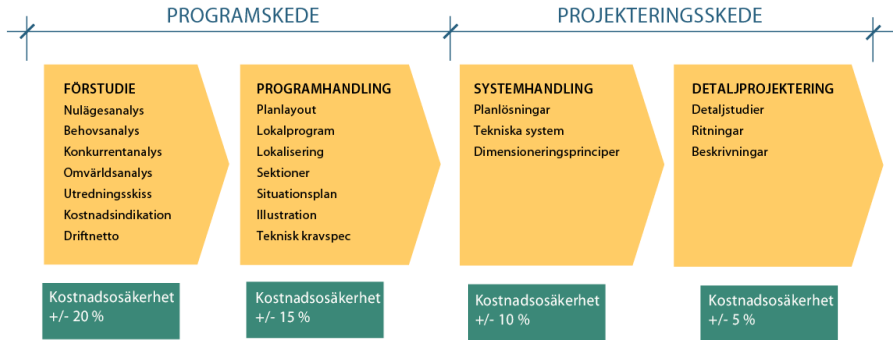 PROGRAMSKEDE
PROJEKTERINGSSKEDE
FÖRSTUDIE
Nulägesanalys
Behovsanalys
Konkurrentanalys
Omvärldsanalys
Utredningsskiss
Kostnadsindikation
Driftnetto
PROGRAMHANDLING
Planlayout
Lokalprogram
Lokalisering
Sektioner
Situationsplan
Illustration
Teknisk kravspec
SYSTEMHANDLING
Planlösningar
Tekniska system
Dimensioneringsprinciper
DETALJPROJEKTERING
Detaljstudier
Ritningar
Beskrivningar
Kostnadsosäkerhet
+/- 20 %
Kostnadsosäkerhet
+/- 15 %
Kostnadsosäkerhet
+/- 10 %
Kostnadsosäkerhet
+/- 5 %